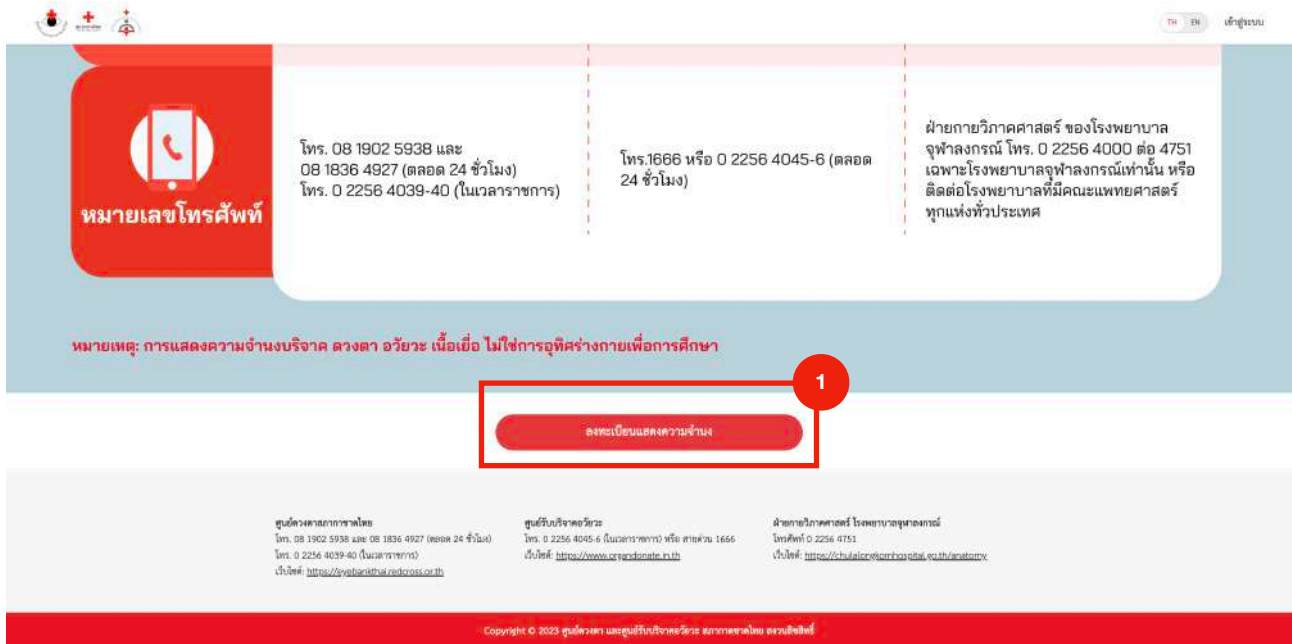 TH EN เข้าสู่ระบบ
หมายเลขโทรศัพท์
โทร. 08 1902 5938 และ
08 1836 4927 (ตลอด 24 ชั่วโมง)
โทร. 0 2256 4039-40 (ในเวลาราชการ)
โทร.1666 หรือ 0 2256 4045-6 (ตลอด
24 ชั่วโมง)
ฝ่ายกายวิภาคศาสตร์ ของโรงพยาบาล
จุฬาลงกรณ์ โทร. 0 2256 4000 ต่อ 4751
เฉพาะโรงพยาบาลจุฬาลงกรณ์เท่านั้น หรือ
ติดต่อโรงพยาบาลที่มีคณะแพทยศาสตร์
ทุกแห่งทั่วประเทศ
หมายเหตุ: การแสดงความจำนงบริจาค ดวงตา อวัยวะ เนื้อเยื่อ ไม่ใช่การอุทิศร่างกายเพื่อการศึกษา
1
ลงทะเบียนแสดงความจำนง
ศูนย์ดวงตาสภากาชาดไทย
โทร. 08 1902 5938 และ 08 1836 4927 (ตลอด 24 ชั่วโมง)
โทร. 0 2256 4039-40 (ในเวลาราชการ)
เว็บไซต์: https://eyebankthai.redcross.or.th
ศูนย์รับบริจาคอวัยวะ
โทร. 0 2256 4045-6 (ในเวลาราชการ) หรือ สายด่วน 1666
เว็บไซต์: https://www.organdonate.in.th
ฝ่ายกายวิภาคศาสตร์ โรงพยาบาลจุฬาลงกรณ์
โทรศัพท์ 0 2256 4751
เว็บไซต์: https://chulalongkornhospital.go.th/anatomy
Copyright © 2023 ศูนย์ดวงตา และศูนย์รับบริจาคอวัยวะ สภากาชาดไทย สงวนลิขสิทธิ์